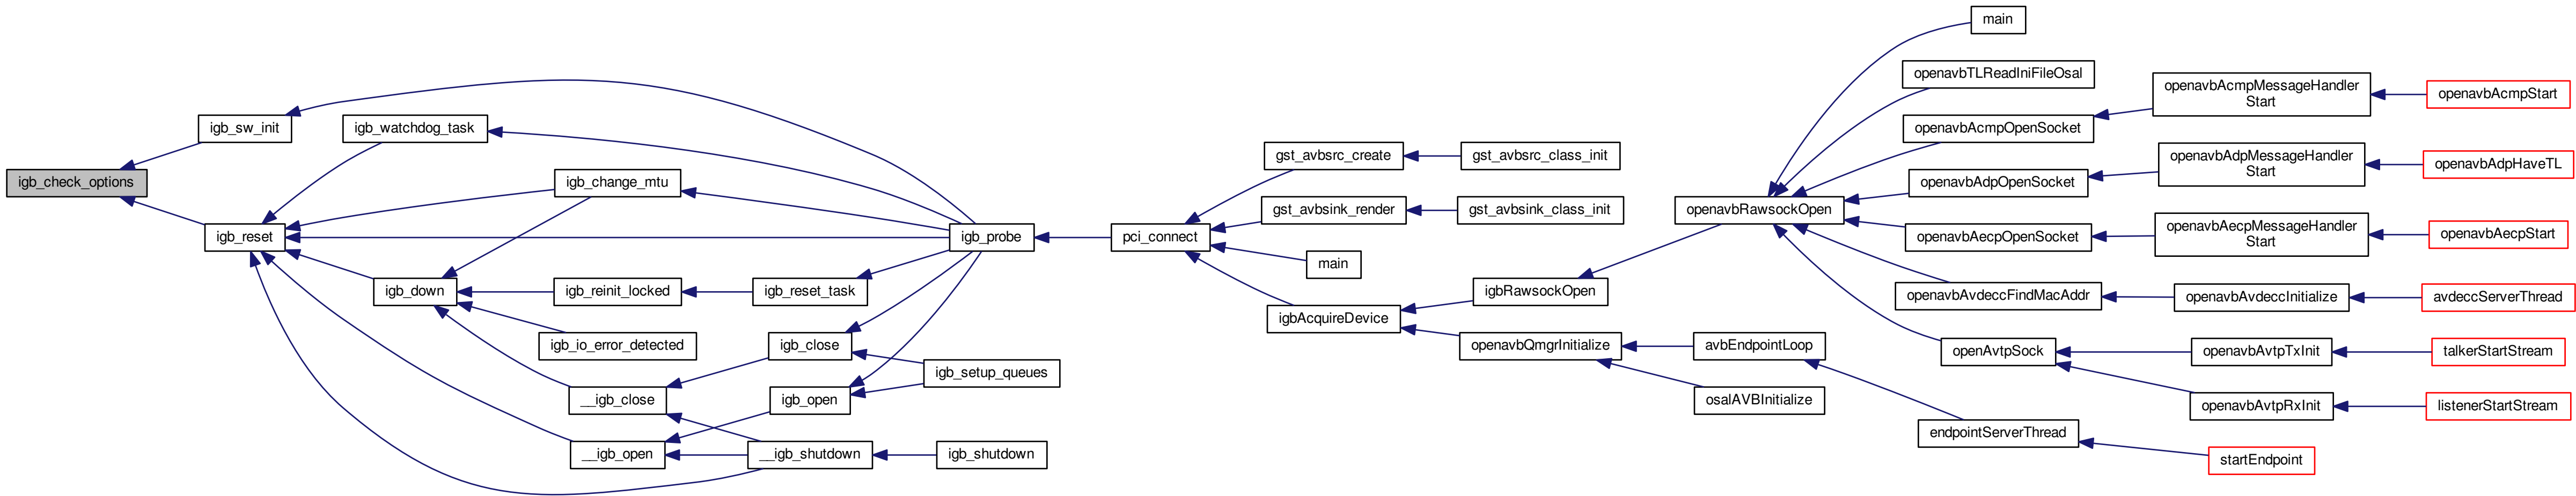 igb_check_options
igb_sw_init
igb_reset
igb_watchdog_task
igb_change_mtu
igb_down
igb_reinit_locked
igb_io_error_detected
__igb_close
__igb_open
igb_reset_task
igb_close
igb_open
__igb_shutdown
igb_probe
igb_setup_queues
igb_shutdown
pci_connect
gst_avbsrc_create
gst_avbsink_render
main
igbAcquireDevice
gst_avbsrc_class_init
gst_avbsink_class_init
igbRawsockOpen
openavbQmgrInitialize
openavbRawsockOpen
avbEndpointLoop
osalAVBInitialize
main
openavbTLReadIniFileOsal
openavbAcmpOpenSocket
openavbAdpOpenSocket
openavbAecpOpenSocket
openavbAvdeccFindMacAddr
openAvtpSock
endpointServerThread
openavbAcmpMessageHandler
Start
openavbAdpMessageHandler
Start
openavbAecpMessageHandler
Start
openavbAvdeccInitialize
openavbAvtpTxInit
openavbAvtpRxInit
startEndpoint
openavbAcmpStart
openavbAdpHaveTL
openavbAecpStart
avdeccServerThread
talkerStartStream
listenerStartStream